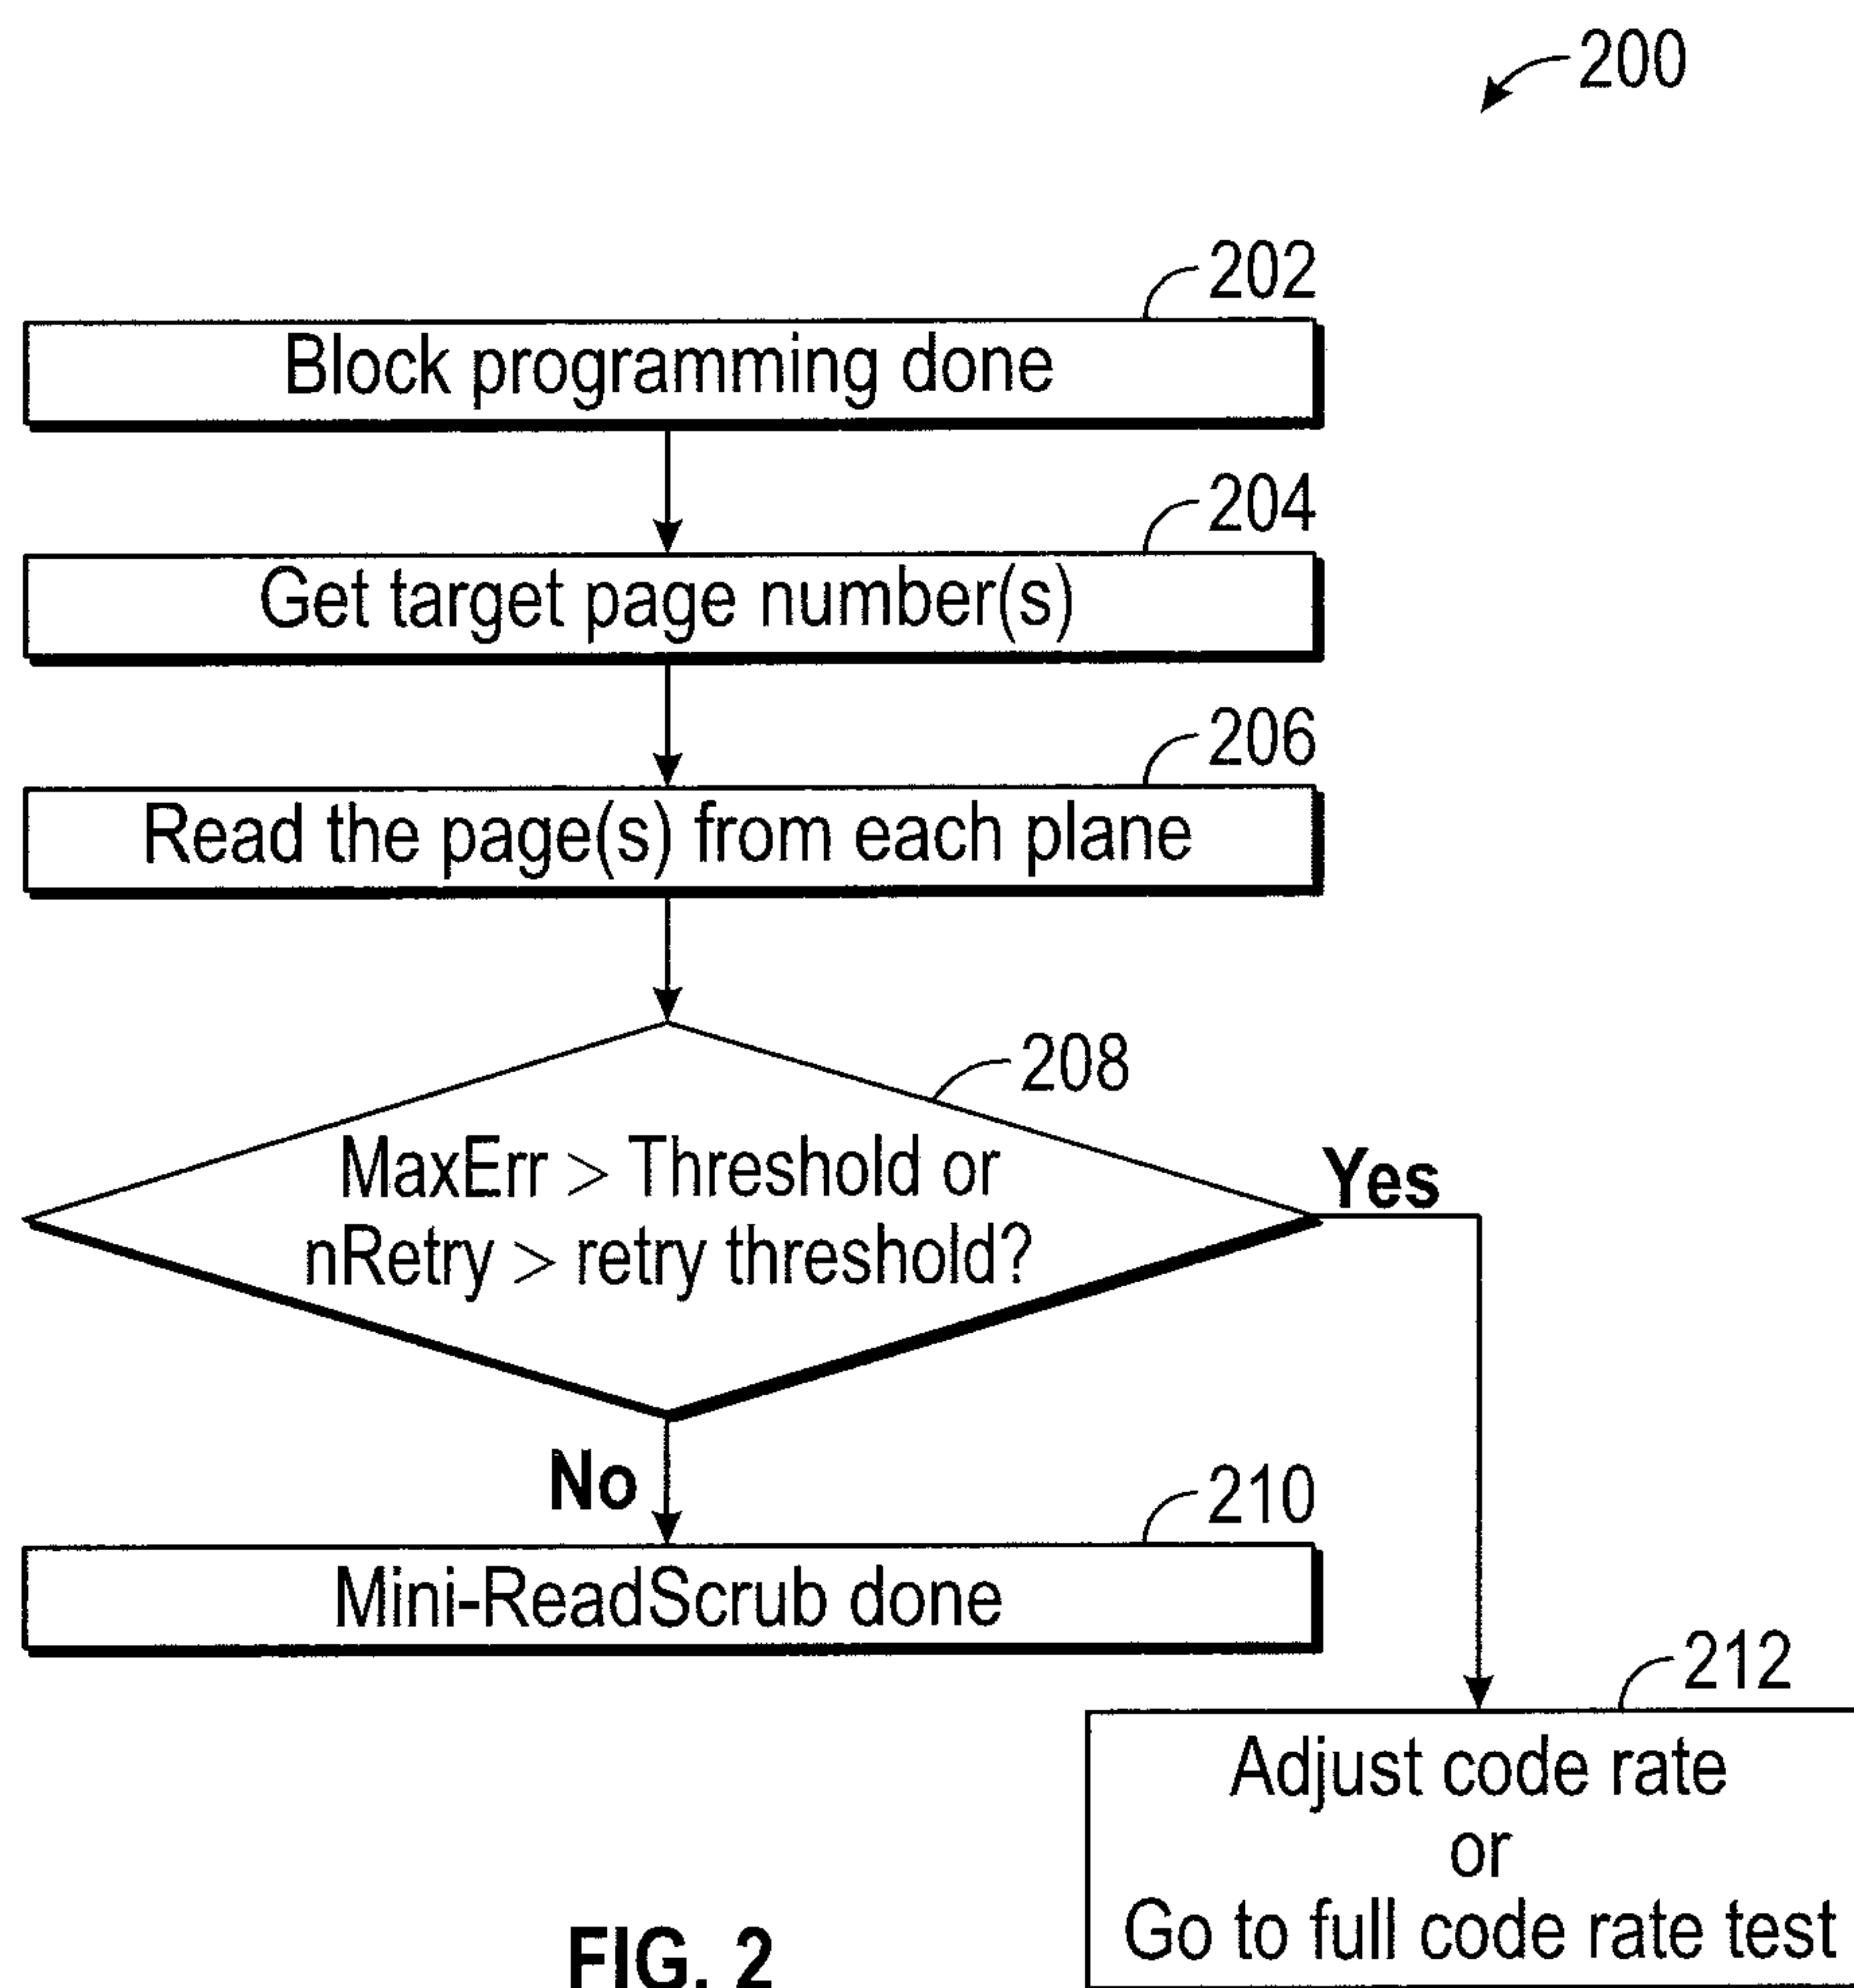 200
202
Block programming done
204
Get target page number(s)
206
Read the page(s) from each plane
208
MaxErr > Threshold or
nRetry > retry threshold?
Yes
No
210
Mini-ReadScrub done
212
Adjust code rate
or
Go to full code rate test
FIG. 2